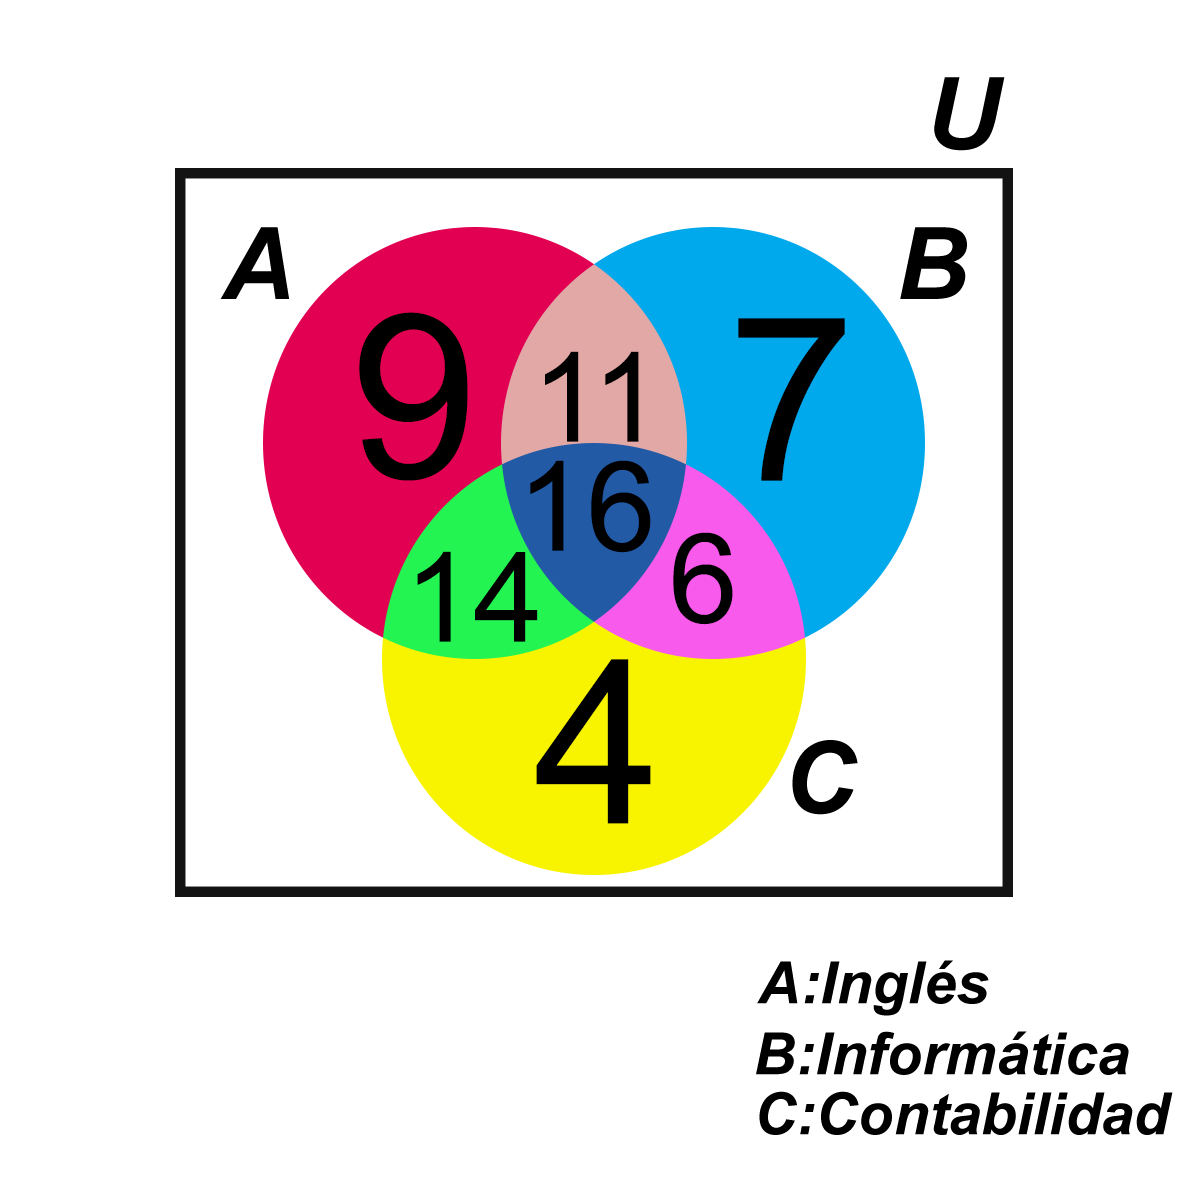 U
A
B
9
11
7
16
14
6
4
C
A:Inglés
B:Informática
C:Contabilidad